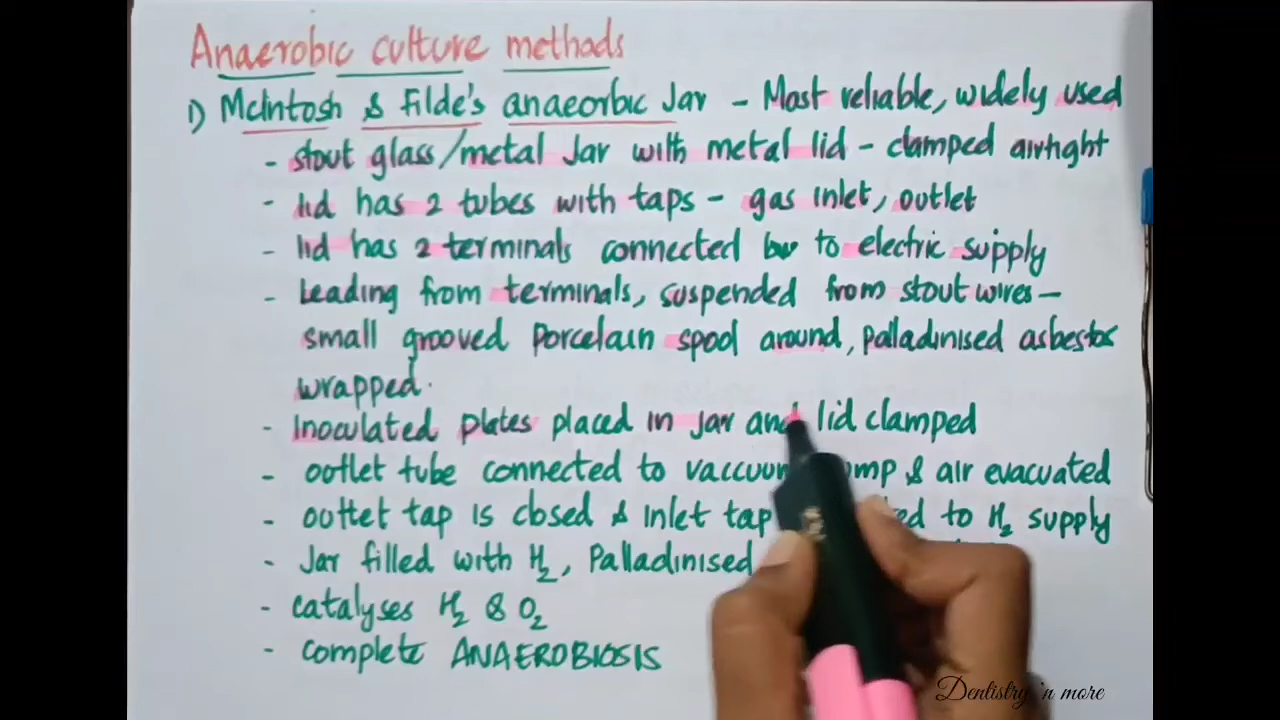 Anaerobic culture methods
1) McIntosh & Filde's anaeorbic Jar - Most reliable, widely used
- stout glass/metal Jar with metal lid - clamped airtight
- lid has 2 tubes with taps - gas inlet, outlet
- lid has 2 terminals connected to electric supply
- Leading from terminals, suspended from stout wires -
small grooved porcelain spool around, palladinised asbestos
wrapped.
- Inoculated plates placed in Jar and lid clamped
- outlet tube connected to & air evacuated
- outlet tap is closed & inlet tap to H2 supply
- Jar filled with H2, Palladinised
- catalyses H2 & O2
- complete ANAEROBIOSIS
Dentistry 'n more